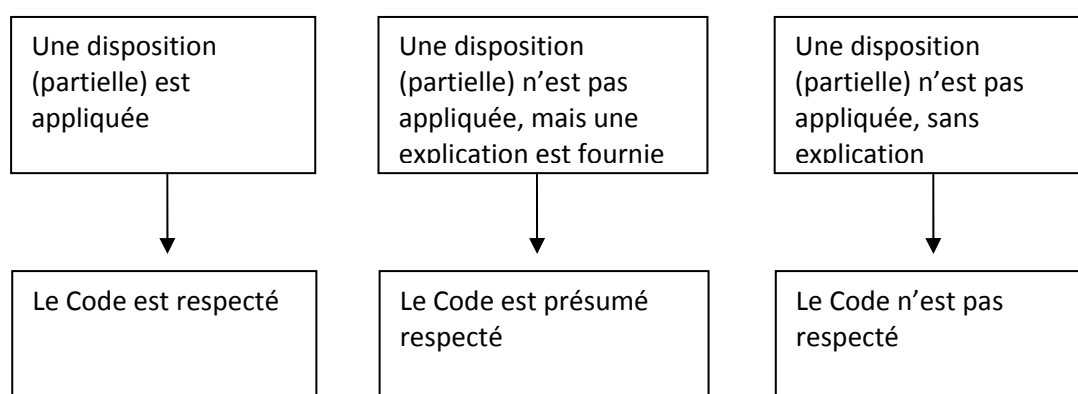 Une disposition
(partielle) est
appliquée
Une disposition
(partielle) n’est pas
appliquée, mais une
explication est fournie
Une disposition
(partielle) n’est pas
appliquée, sans
explication
Le Code est respecté
Le Code est présumé
respecté
Le Code n’est pas
respecté